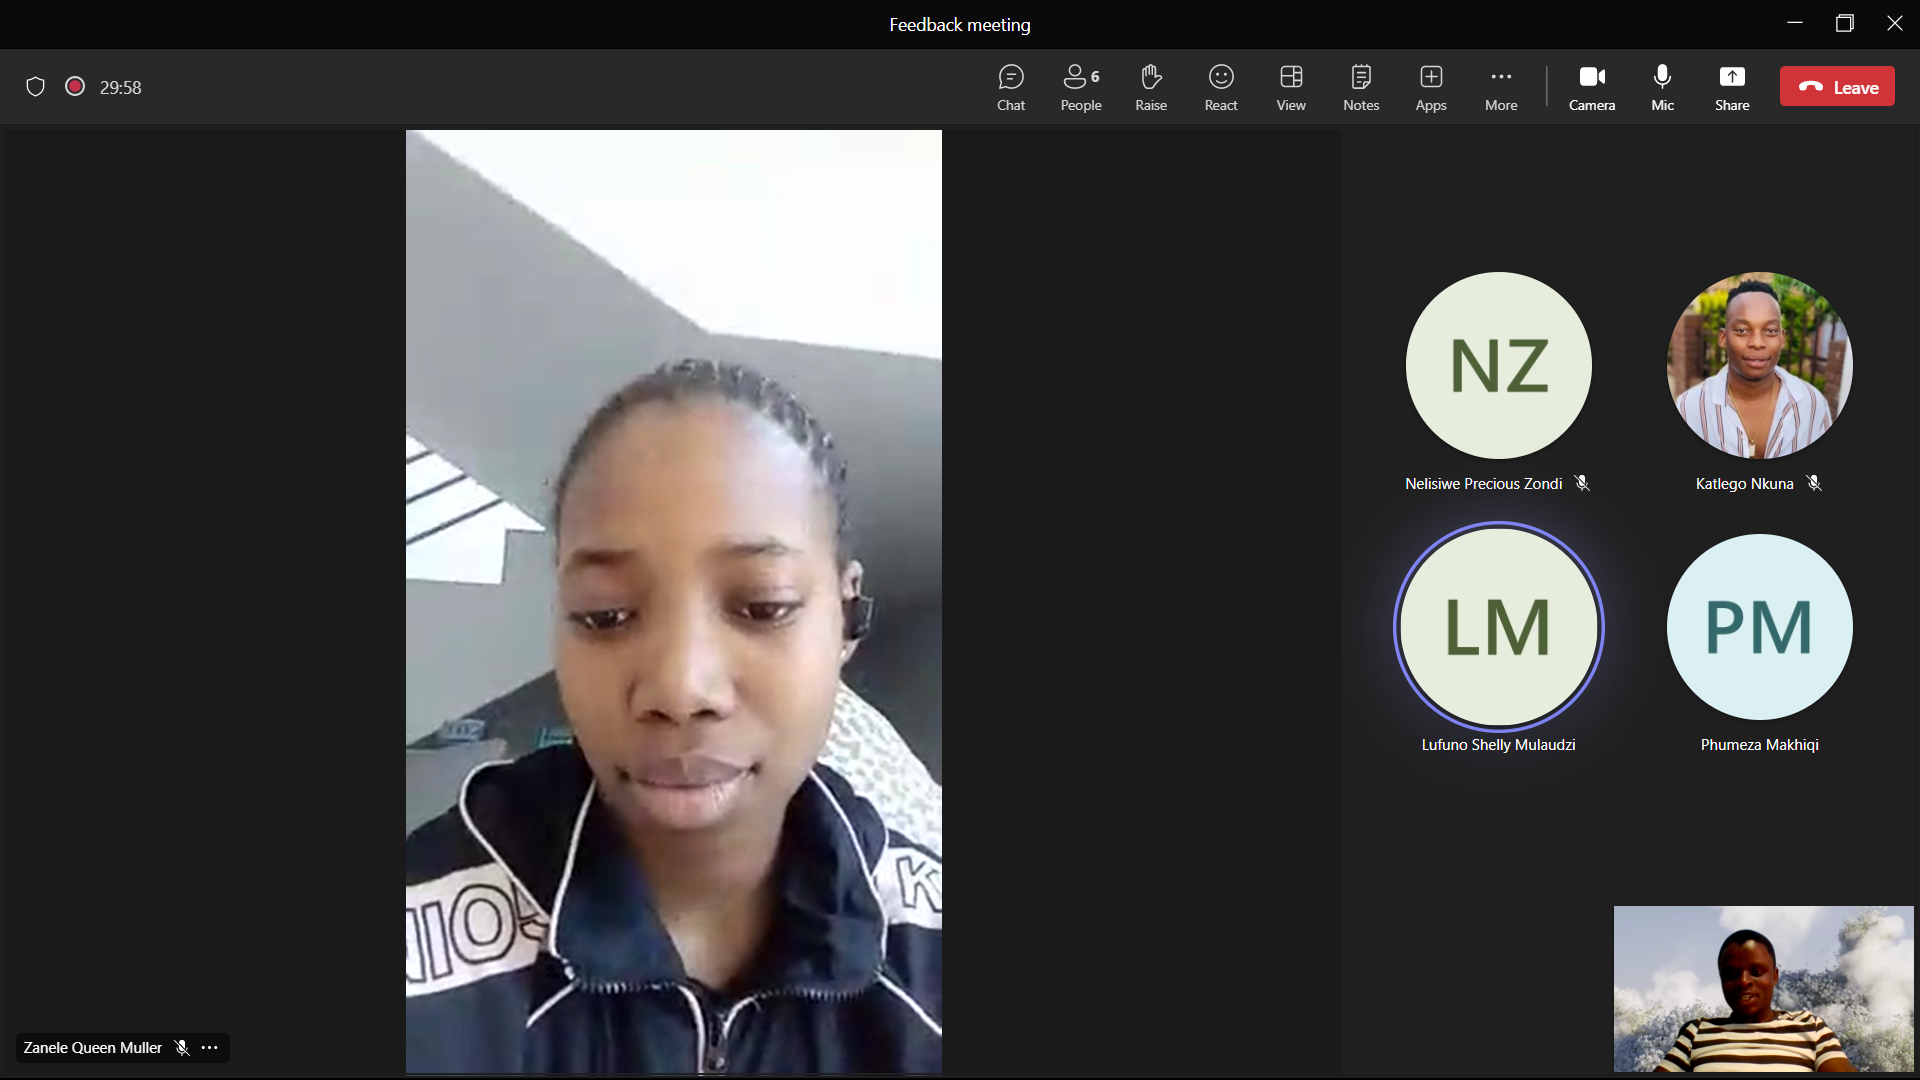 Feedback meeting
29:58
Chat
People
6
Raise
React
View
Notes
Apps
More
Camera
Mic
Share
Leave
NZ
Nelisiwe Precious Zondi
Katlego Nkuna
LM
Lufuno Shelly Mulaudzi
PM
Phumeza Makhiqi
NIO
K
Zanele Queen Muller